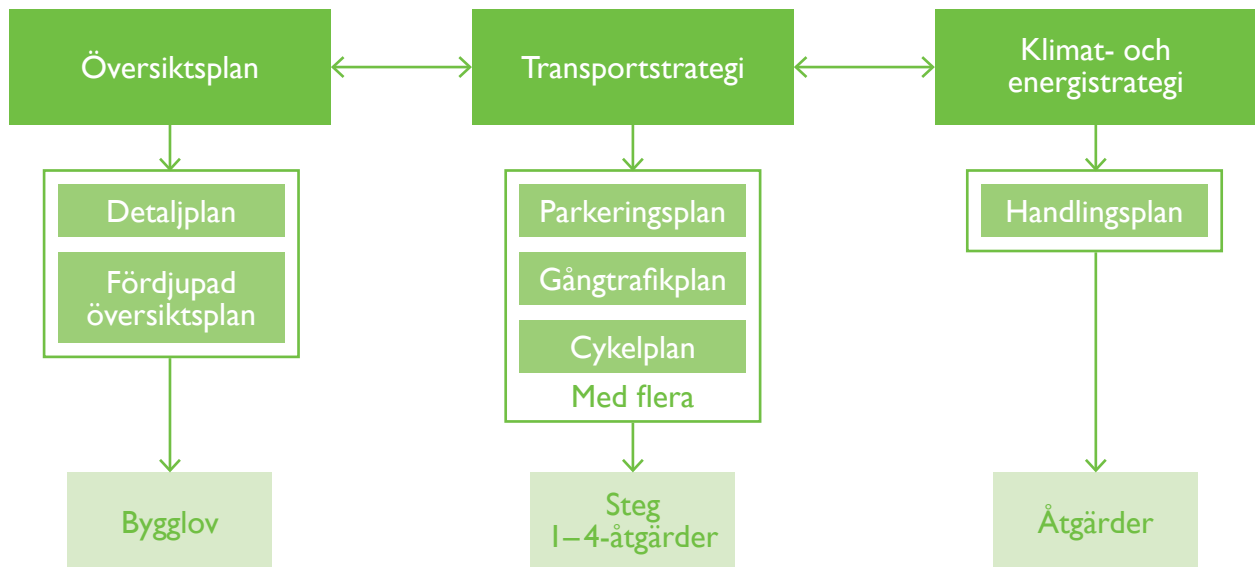 Översiktsplan
Transportstrategi
Klimat- och
energistrategi
Detaljplan
Fördjupad
översiktsplan
Parkeringsplan
Gångtrafikplan
Cykelplan
Med flera
Handlingsplan
Bygglov
Steg
1–4-åtgärder
Åtgärder